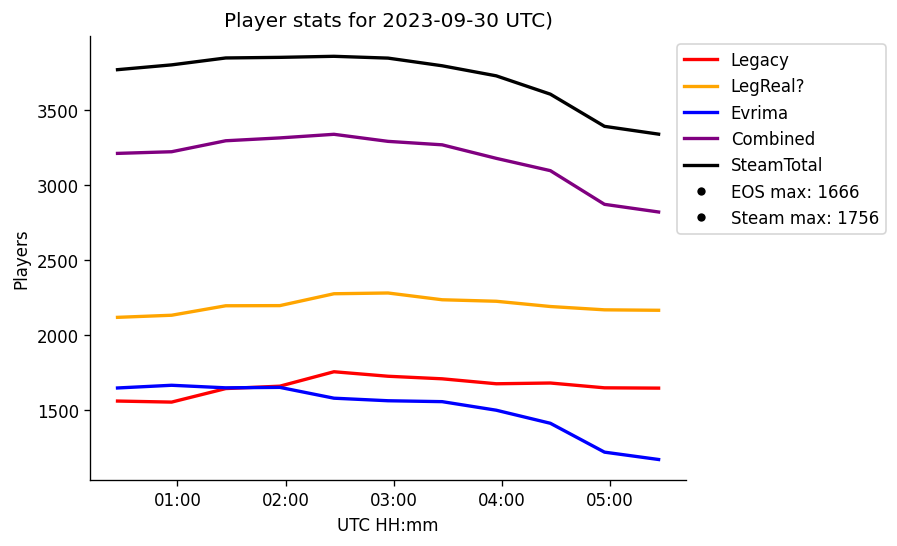 Player stats for 2023-09-30 UTC)
Legacy
LegReal?
Evrima
Combined
SteamTotal
EOS max: 1666
Steam max: 1756
Players
3500
3000
2500
2000
1500
01:00 02:00 03:00 04:00 05:00
UTC HH:mm